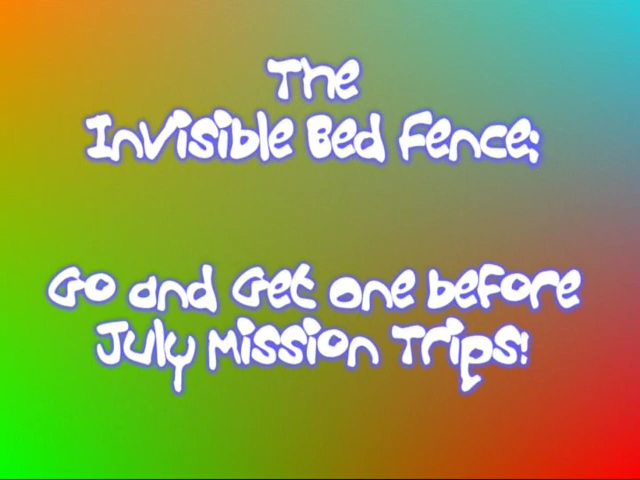 The
Invisible Bed Fence;
Go and Get one before
July Mission Trips!